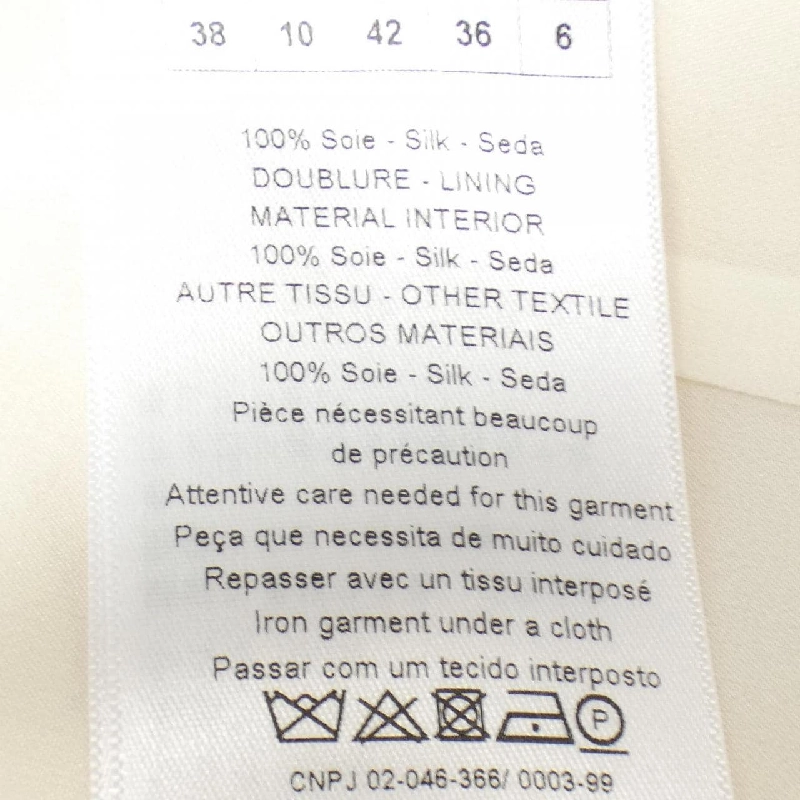 38 10 42 36 6
100% Soie - Silk - Seda
DOUBLURE - LINING
MATERIAL INTERIOR
100% Soie - Silk - Seda
AUTRE TISSU - OTHER TEXTILE
OUTROS MATERIAIS
100% Soie - Silk - Seda
Pièce nécessitant beaucoup
de précaution
Attentive care needed for this garment
Peça que necessita de muito cuidado
Repasser avec un tissu interposé
Iron garment under a cloth
Passar com um tecido interposto
P
CNPJ 02-046-366/ 0003-99